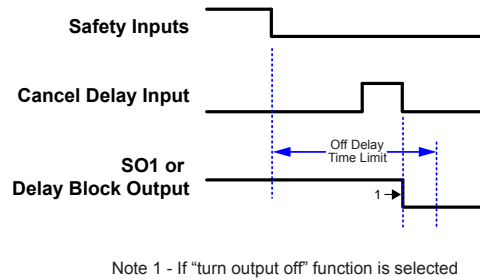 Safety Inputs
Cancel Delay Input
Off Delay
Time Limit
SO1 or
Delay Block Output
1
Note 1 - If “turn output off” function is selected